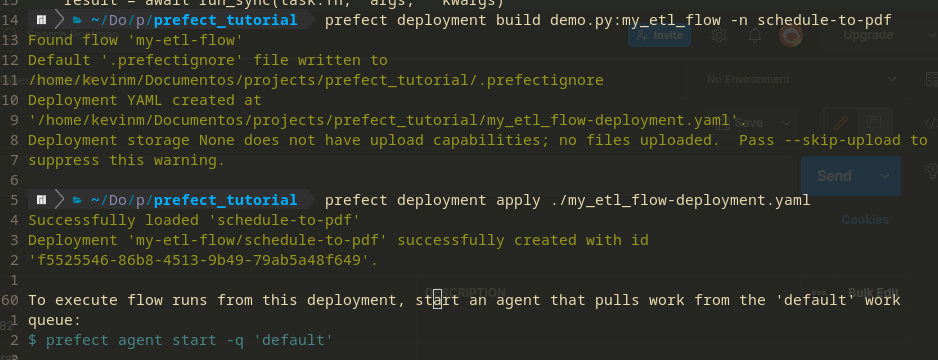 15 result = await run_sync(task.fn, *args, **kwargs)
14 ~/Do/p/prefect_tutorial prefect deployment build demo.py:my_etl_flow -n schedule-to-pdf
13 Found flow 'my-etl-flow'
Invite
Upgrade
12 Default '.prefectignore' file written to
11 /home/kevinm/Documentos/projects/prefect_tutorial/.prefectignore
No Environment
10 Deployment YAML created at
9 '/home/kevinm/Documentos/projects/prefect_tutorial/my_etl_flow-deployment.yaml'.
Save
8 Deployment storage None does not have upload capabilities; no files uploaded.  Pass --skip-upload to
7 suppress this warning.
6
Send
5 ~/Do/p/prefect_tutorial prefect deployment apply ./my_etl_flow-deployment.yaml
4 Successfully loaded 'schedule-to-pdf'
Cookies
3 Deployment 'my-etl-flow/schedule-to-pdf' successfully created with id
2 'f5525546-86b8-4513-9b49-79ab5a48f649'.
1
DESCRIPTION
Bulk Edit
60 To execute flow runs from this deployment, start an agent that pulls work from the 'default' work
1 queue:
2 $ prefect agent start -q 'default'
3